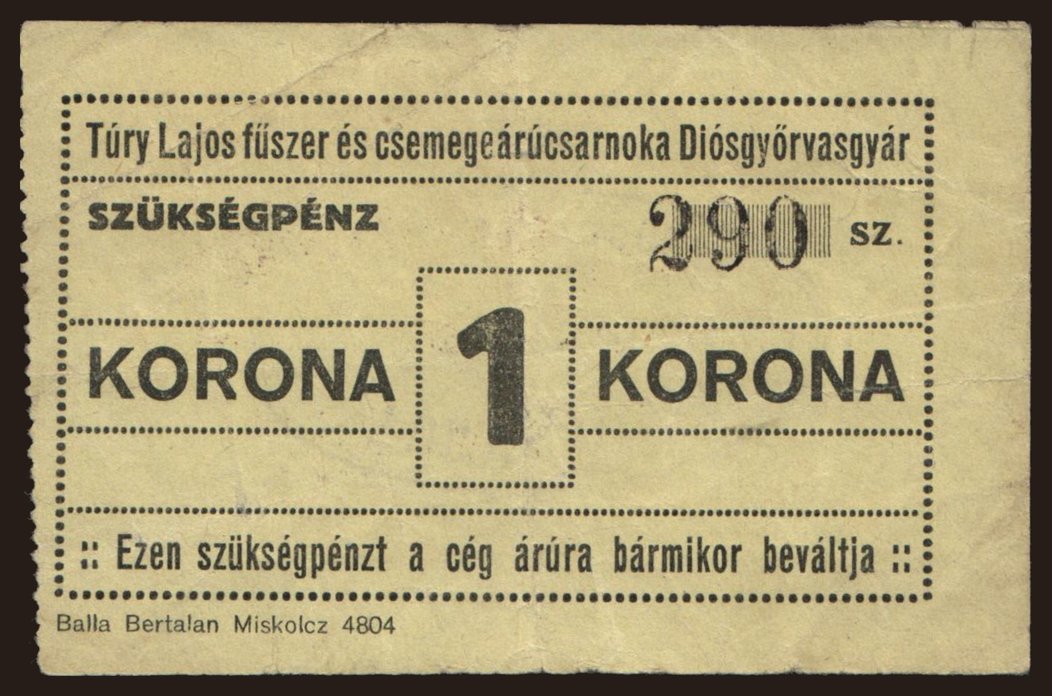 Túry Lajos fűszer és csemegeárúcsarnoka Diósgyőrvasgyár
SZÜKSÉGPÉNZ 290 sz.
KORONA 1 KORONA
:: Ezen szükségpénzt a cég árúra bármikor beváltja ::
Balla Bertalan Miskolcz 4804